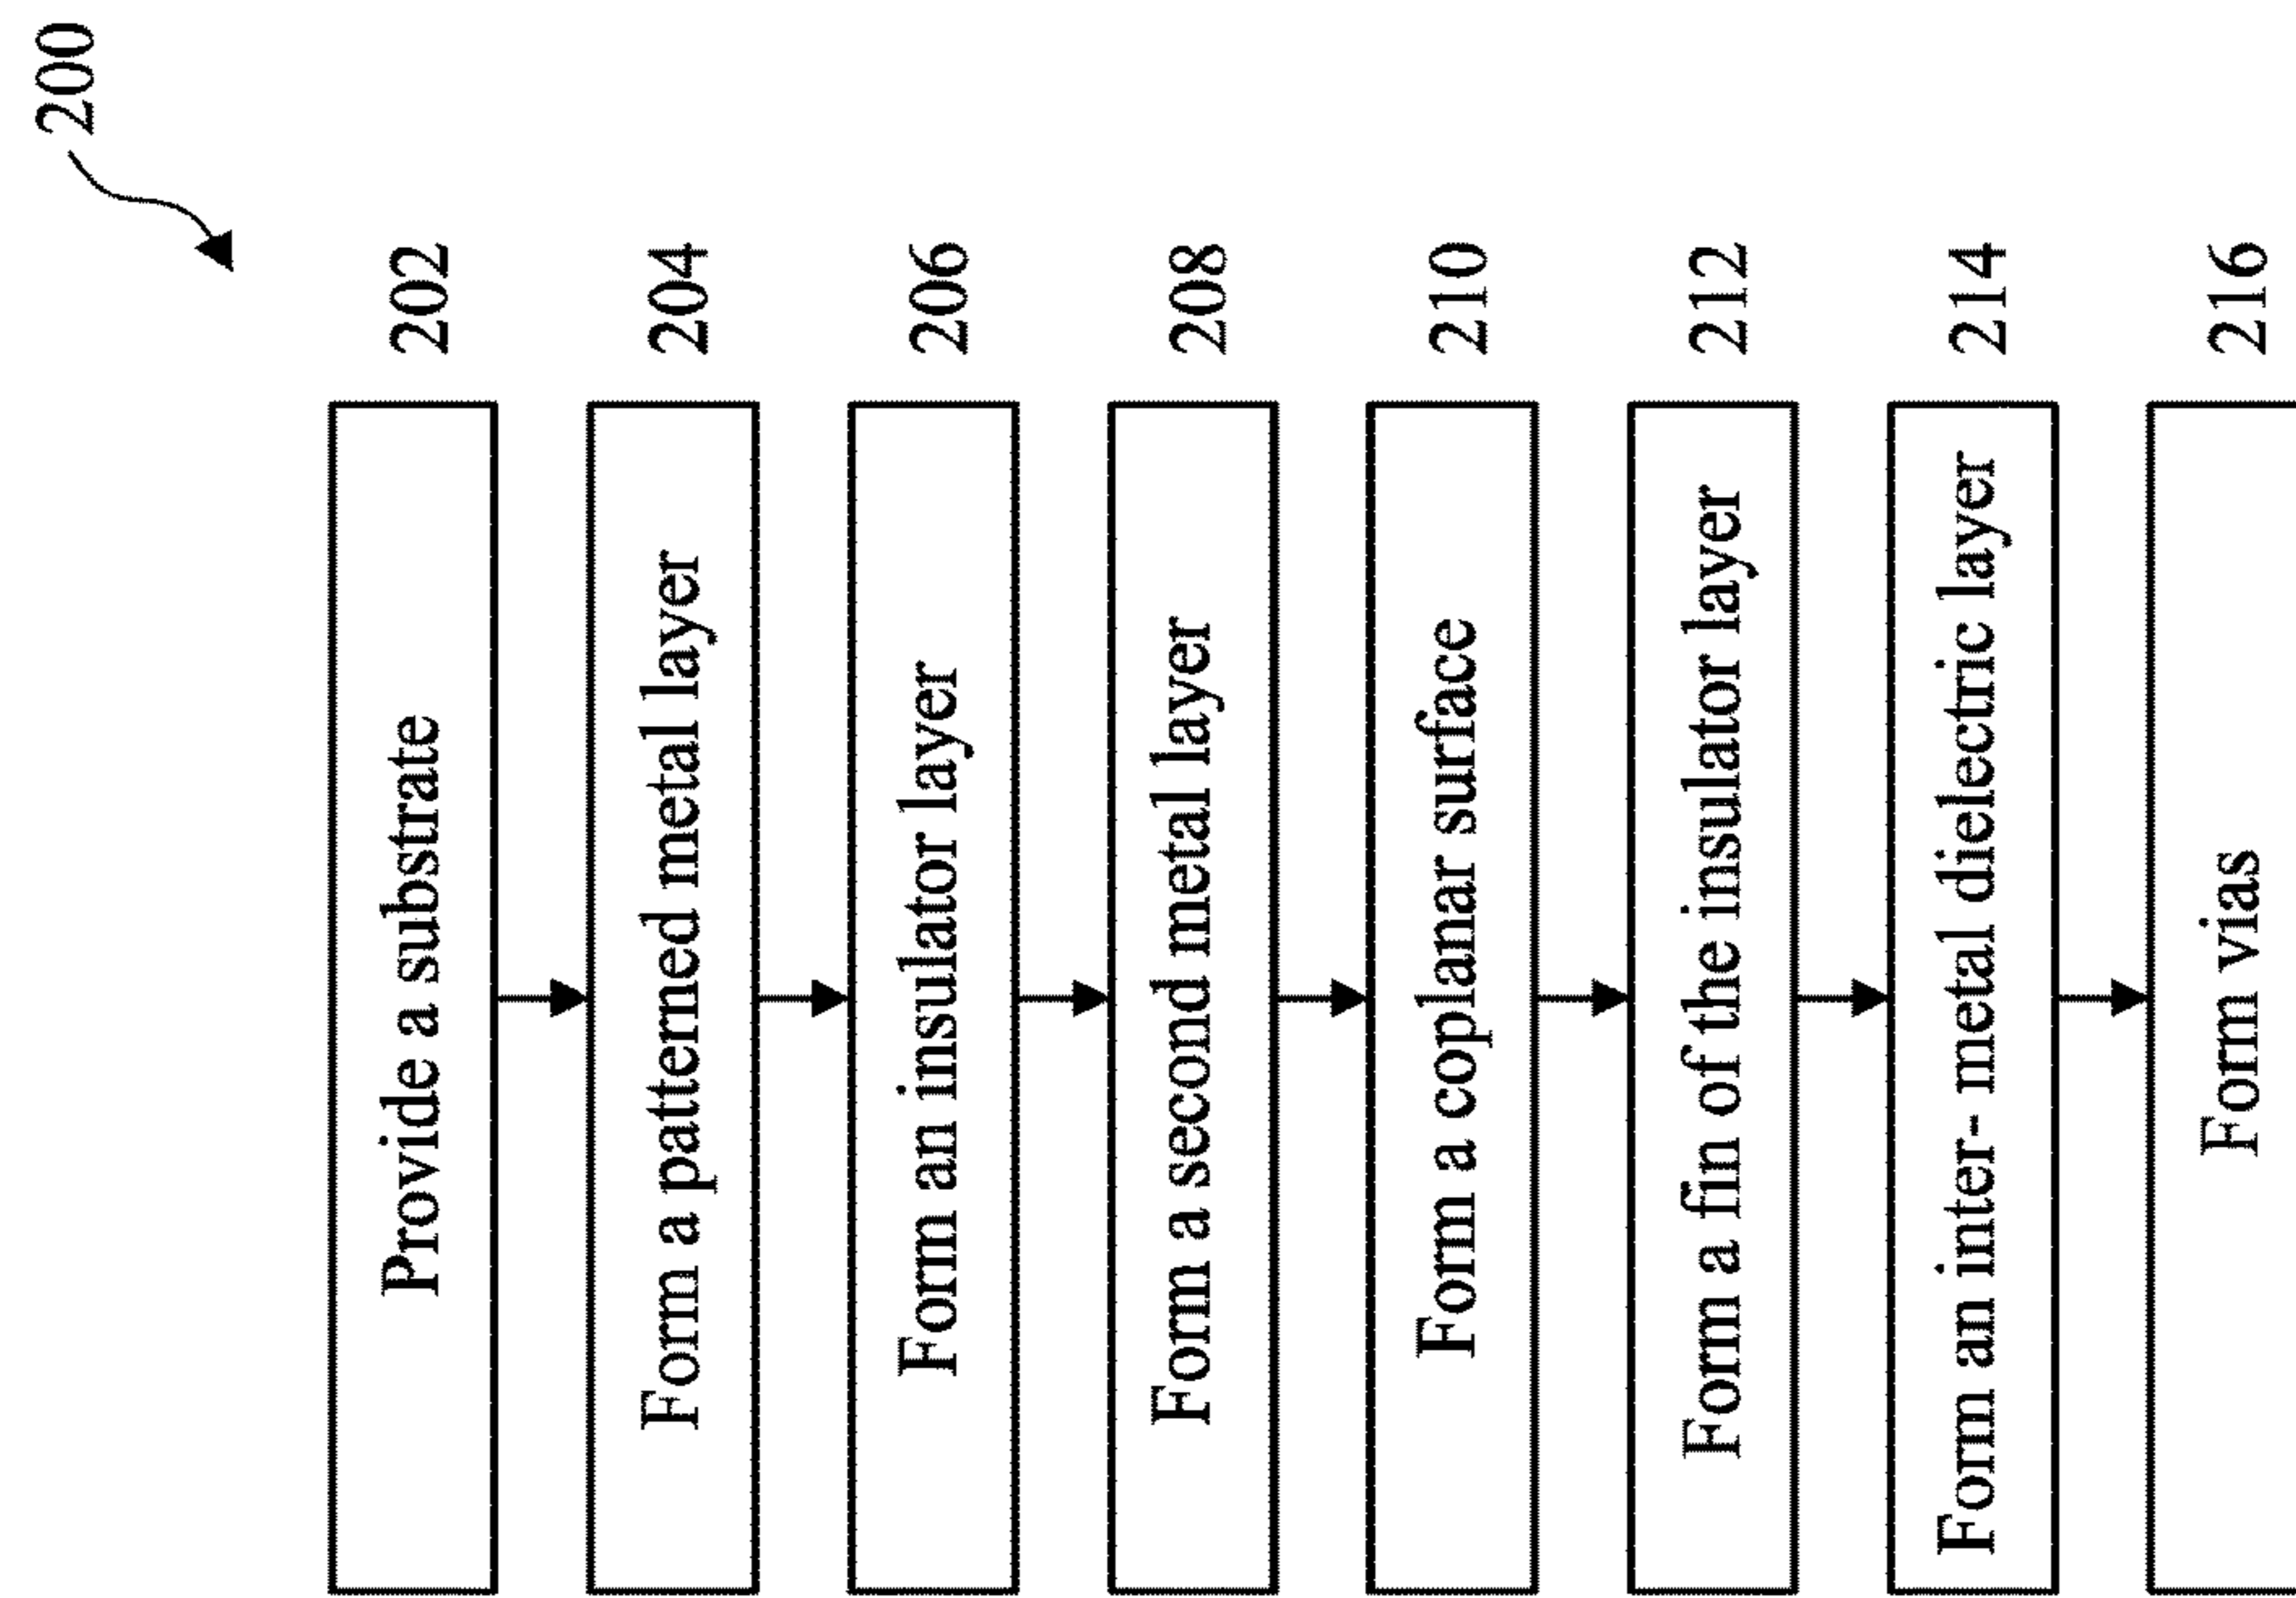 200
Provide a substrate 202
Form a patterned metal layer 204
Form an insulator layer 206
Form a second metal layer 208
Form a coplanar surface 210
Form a fin of the insulator layer 212
Form an inter- metal dielectric layer 214
Form vias 216